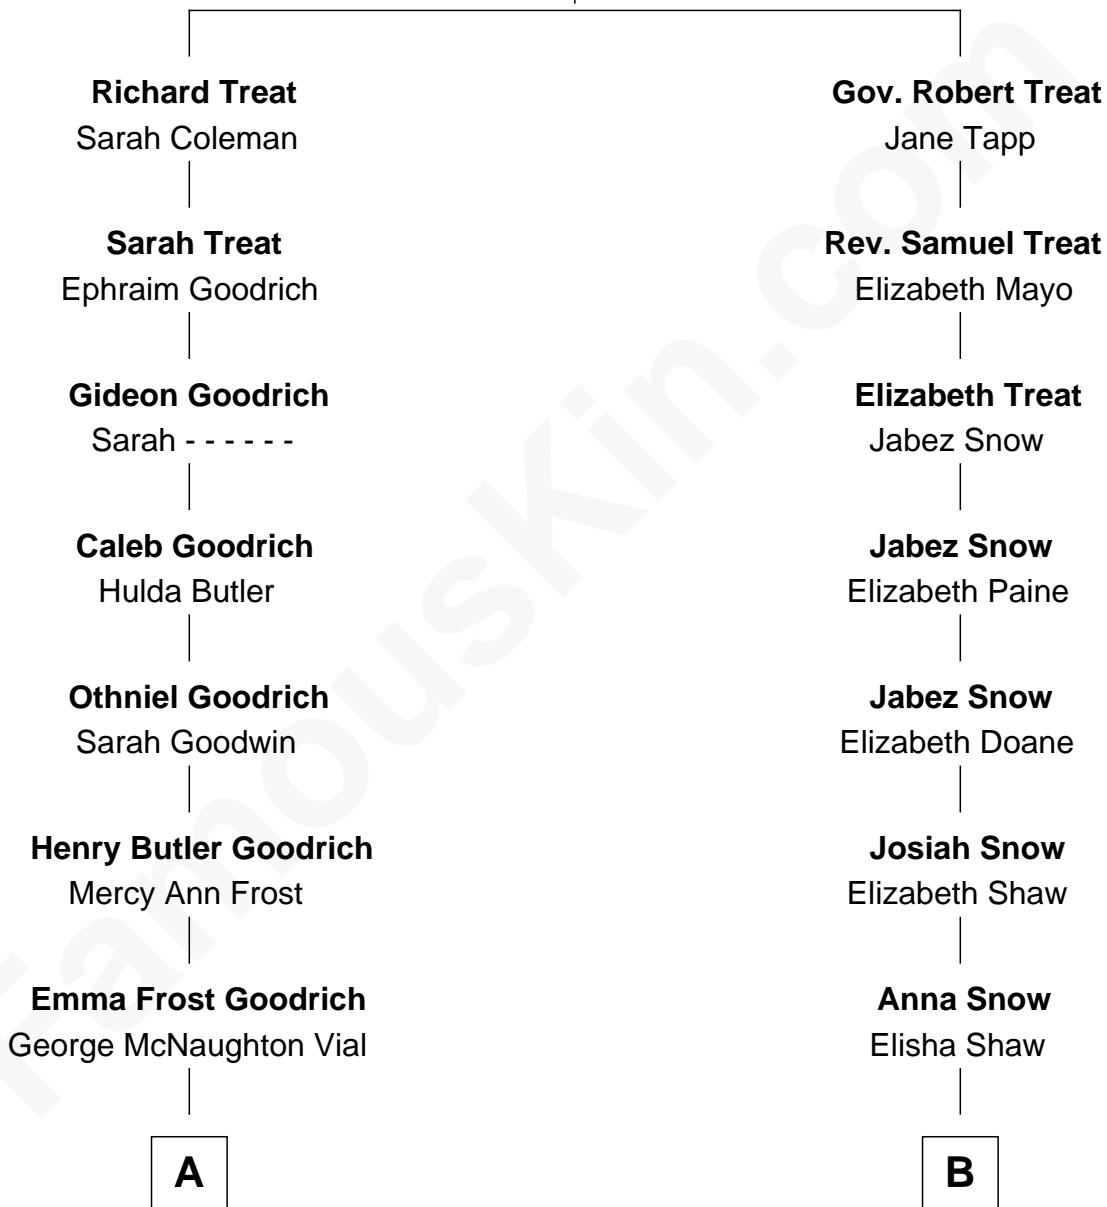 Richard Treat
Sarah Coleman
Gov. Robert Treat
Jane Tapp
Sarah Treat
Ephraim Goodrich
Rev. Samuel Treat
Elizabeth Mayo
Gideon Goodrich
Sarah - - - - - -
Elizabeth Treat
Jabez Snow
Caleb Goodrich
Hulda Butler
Jabez Snow
Elizabeth Paine
Othniel Goodrich
Sarah Goodwin
Jabez Snow
Elizabeth Doane
Henry Butler Goodrich
Mercy Ann Frost
Josiah Snow
Elizabeth Shaw
Emma Frost Goodrich
George McNaughton Vial
Anna Snow
Elisha Shaw
A
B
FamousKin.com